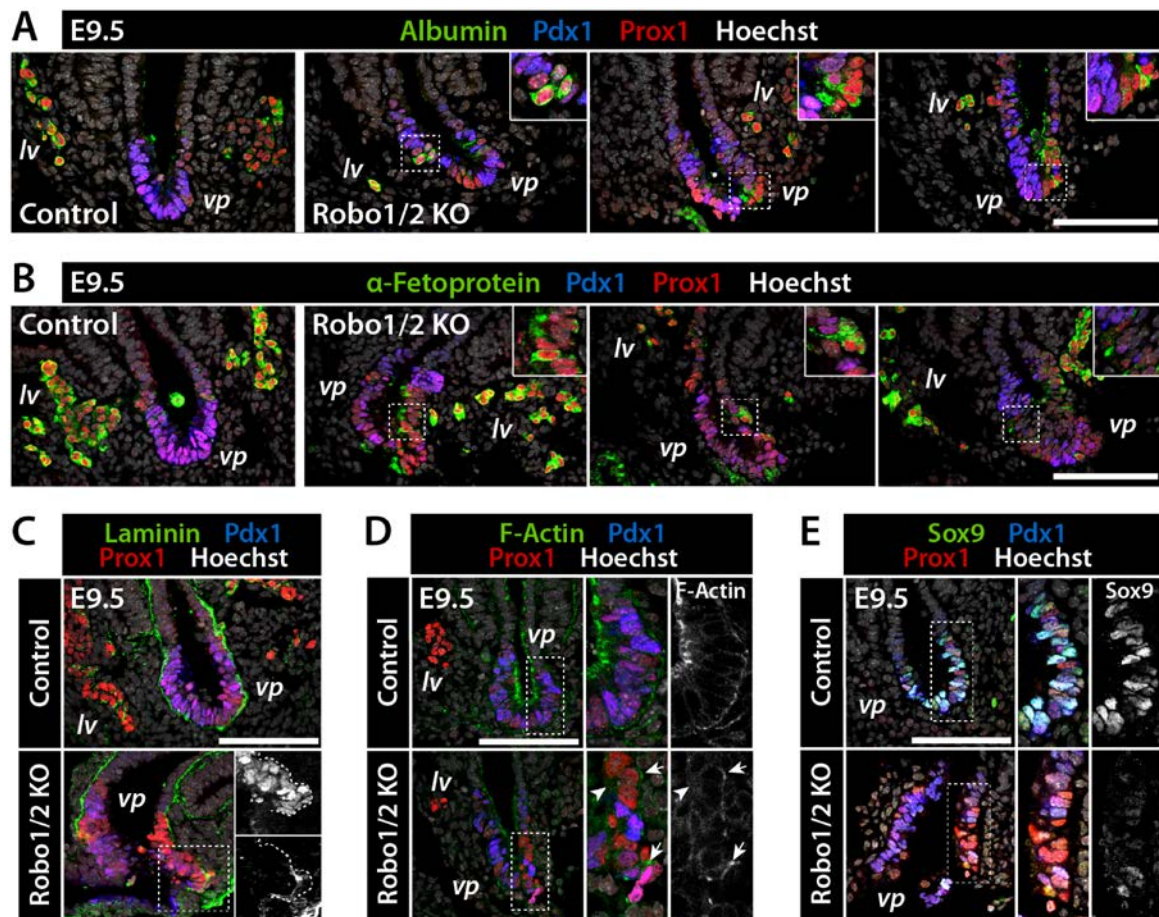 A E9.5 Albumin Pdx1 Prox1 Hoechst
lv vp Control
lv vp Robo1/2 KO
lv vp
lv vp
B E9.5 α-Fetoprotein Pdx1 Prox1 Hoechst
Control lv vp
Robo1/2 KO vp lv
lv vp
lv vp
C Laminin Pdx1
Prox1 Hoechst
Control
E9.5
lv vp
Robo1/2 KO
vp
D F-Actin Pdx1
Prox1 Hoechst
Control
E9.5 F-Actin
vp
lv
Robo1/2 KO
lv
vp
E Sox9 Pdx1
Prox1 Hoechst
Control
E9.5 Sox9
vp
Robo1/2 KO
vp